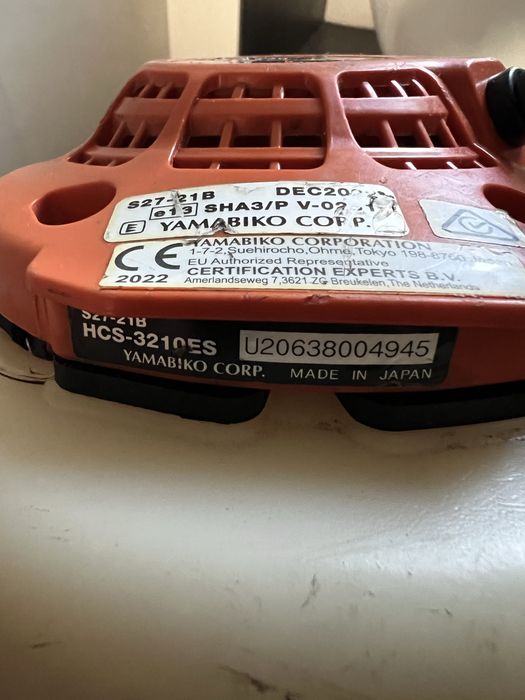 S27-21B DEC20
e13 SHA3/P V-02
E YAMABIKO CORP.
YAMABIKO CORPORATION
1-7-2, Suehirocho, Ohme, Tokyo 198-8760, Japan
EU Authorized Representative
CERTIFICATION EXPERTS B.V.
2022 Amerlandseweg 7,3621 ZC Breukelen, The Netherlands
S27-21B
HCS-3210ES U20638004945
YAMABIKO CORP. MADE IN JAPAN